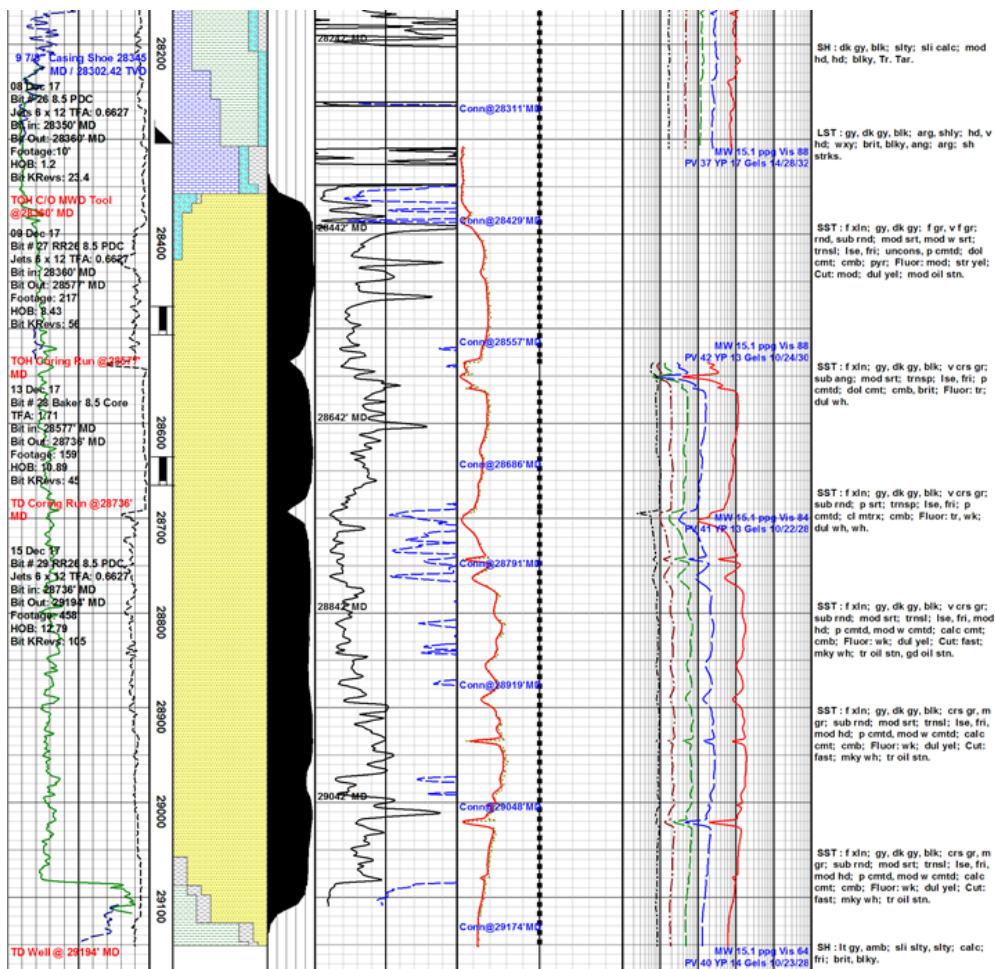 9 7/8" Casing Shoe 28345
MD / 28302.42 TVD
08 Dec 17
Bit # 26 8.5 PDC
Jets 6 x 12 TFA: 0.6627
Bit in: 28350' MD
Bit Out: 28360' MD
Footage: 10'
HOB: 1.2
Bit KRevs: 23.4
TOH C/O MWD Tool
@28360' MD
09 Dec 17
Bit # 27 RR26 8.5 PDC
Jets 6 x 12 TFA: 0.6627
Bit in: 28360' MD
Bit Out: 28577' MD
Footage: 217
HOB: 8.43
Bit KRevs: 56
TOH Coring Run @28577'
MD
13 Dec 17
Bit # 28 Baker 8.5 Core
TFA: 1.71
Bit in: 28577' MD
Bit Out: 28736' MD
Footage: 159
HOB: 10.89
Bit KRevs: 45
TD Coring Run @28736'
MD
15 Dec 17
Bit # 29 RR26 8.5 PDC
Jets 6 x 12 TFA: 0.6627
Bit in: 28736' MD
Bit Out: 29194' MD
Footage: 458
HOB: 12.79
Bit KRevs: 105
TD Well @ 29194' MD
28200
28400
28600
28700
28800
28900
29000
29100
28242' MD
28442' MD
28642' MD
28842' MD
29042' MD
Conn@28311'MD
Conn@28429'MD
Conn@28557'MD
Conn@28686'MD
Conn@28791'MD
Conn@28919'MD
Conn@29048'MD
Conn@29174'MD
MW 15.1 ppg Vis 88
PV 37 YP 17 Gels 14/28/32
MW 15.1 ppg Vis 88
PV 42 YP 13 Gels 10/24/30
MW 15.1 ppg Vis 84
PV 41 YP 13 Gels 10/22/28
MW 15.1 ppg Vis 64
PV 40 YP 14 Gels 10/23/28
SH : dk gy, blk; slty; sli calc; mod
hd, hd; blky, Tr. Tar.
LST : gy, dk gy, blk; arg, shly; hd, v
hd; wxy; brit, blky, ang; arg; sh
strks.
SST : f xln; gy, dk gy; f gr, v f gr;
rnd, sub rnd; mod srt, mod w srt;
trnsl; lse, fri; uncons, p cmtd; dol
cmt; cmb; pyr; Fluor: mod; str yel;
Cut: mod; dul yel; mod oil stn.
SST : f xln; gy, dk gy, blk; v crs gr;
sub ang; mod srt; trnsp; lse, fri; p
cmtd; dol cmt; cmb, brit; Fluor: tr;
dul wh.
SST : f xln; gy, dk gy, blk; v crs gr;
sub rnd; p srt; trnsp; lse, fri; p
cmtd; cl mtrx; cmb; Fluor: tr, wk;
dul wh, wh.
SST : f xln; gy, dk gy, blk; v crs gr;
sub rnd; mod srt; trnsl; lse, fri, mod
hd; p cmtd, mod w cmtd; calc cmt;
cmb; Fluor: wk; dul yel; Cut: fast;
mky wh; tr oil stn, gd oil stn.
SST : f xln; gy, dk gy, blk; crs gr, m
gr; sub rnd; mod srt; trnsl; lse, fri,
mod hd; p cmtd, mod w cmtd; calc
cmt; cmb; Fluor: wk; dul yel; Cut:
fast; mky wh; tr oil stn.
SST : f xln; gy, dk gy, blk; crs gr, m
gr; sub rnd; mod srt; trnsl; lse, fri,
mod hd; p cmtd, mod w cmtd; calc
cmt; cmb; Fluor: wk; dul yel; Cut:
fast; mky wh; tr oil stn.
SH : lt gy, amb; sli slty, slty; calc;
fri; brit, blky.